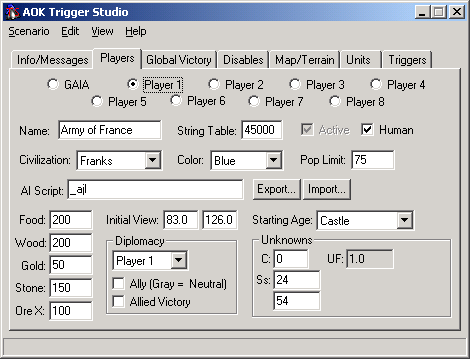 AOK Trigger Studio
Scenario Edit View Help
Info/Messages Players Global Victory Disables Map/Terrain Units Triggers
GAIA Player 1 Player 2 Player 3 Player 4
Player 5 Player 6 Player 7 Player 8
Name: Army of France String Table: 45000 Active Human
Civilization: Franks Color: Blue Pop Limit: 75
AI Script: _ajl Export... Import...
Food: 200 Initial View: 83.0 126.0 Starting Age: Castle
Wood: 200 Diplomacy Unknowns
Gold: 50 Player 1 C: 0 UF: 1.0
Stone: 150 Ally (Gray = Neutral) Ss: 24
Ore X: 100 Allied Victory 54